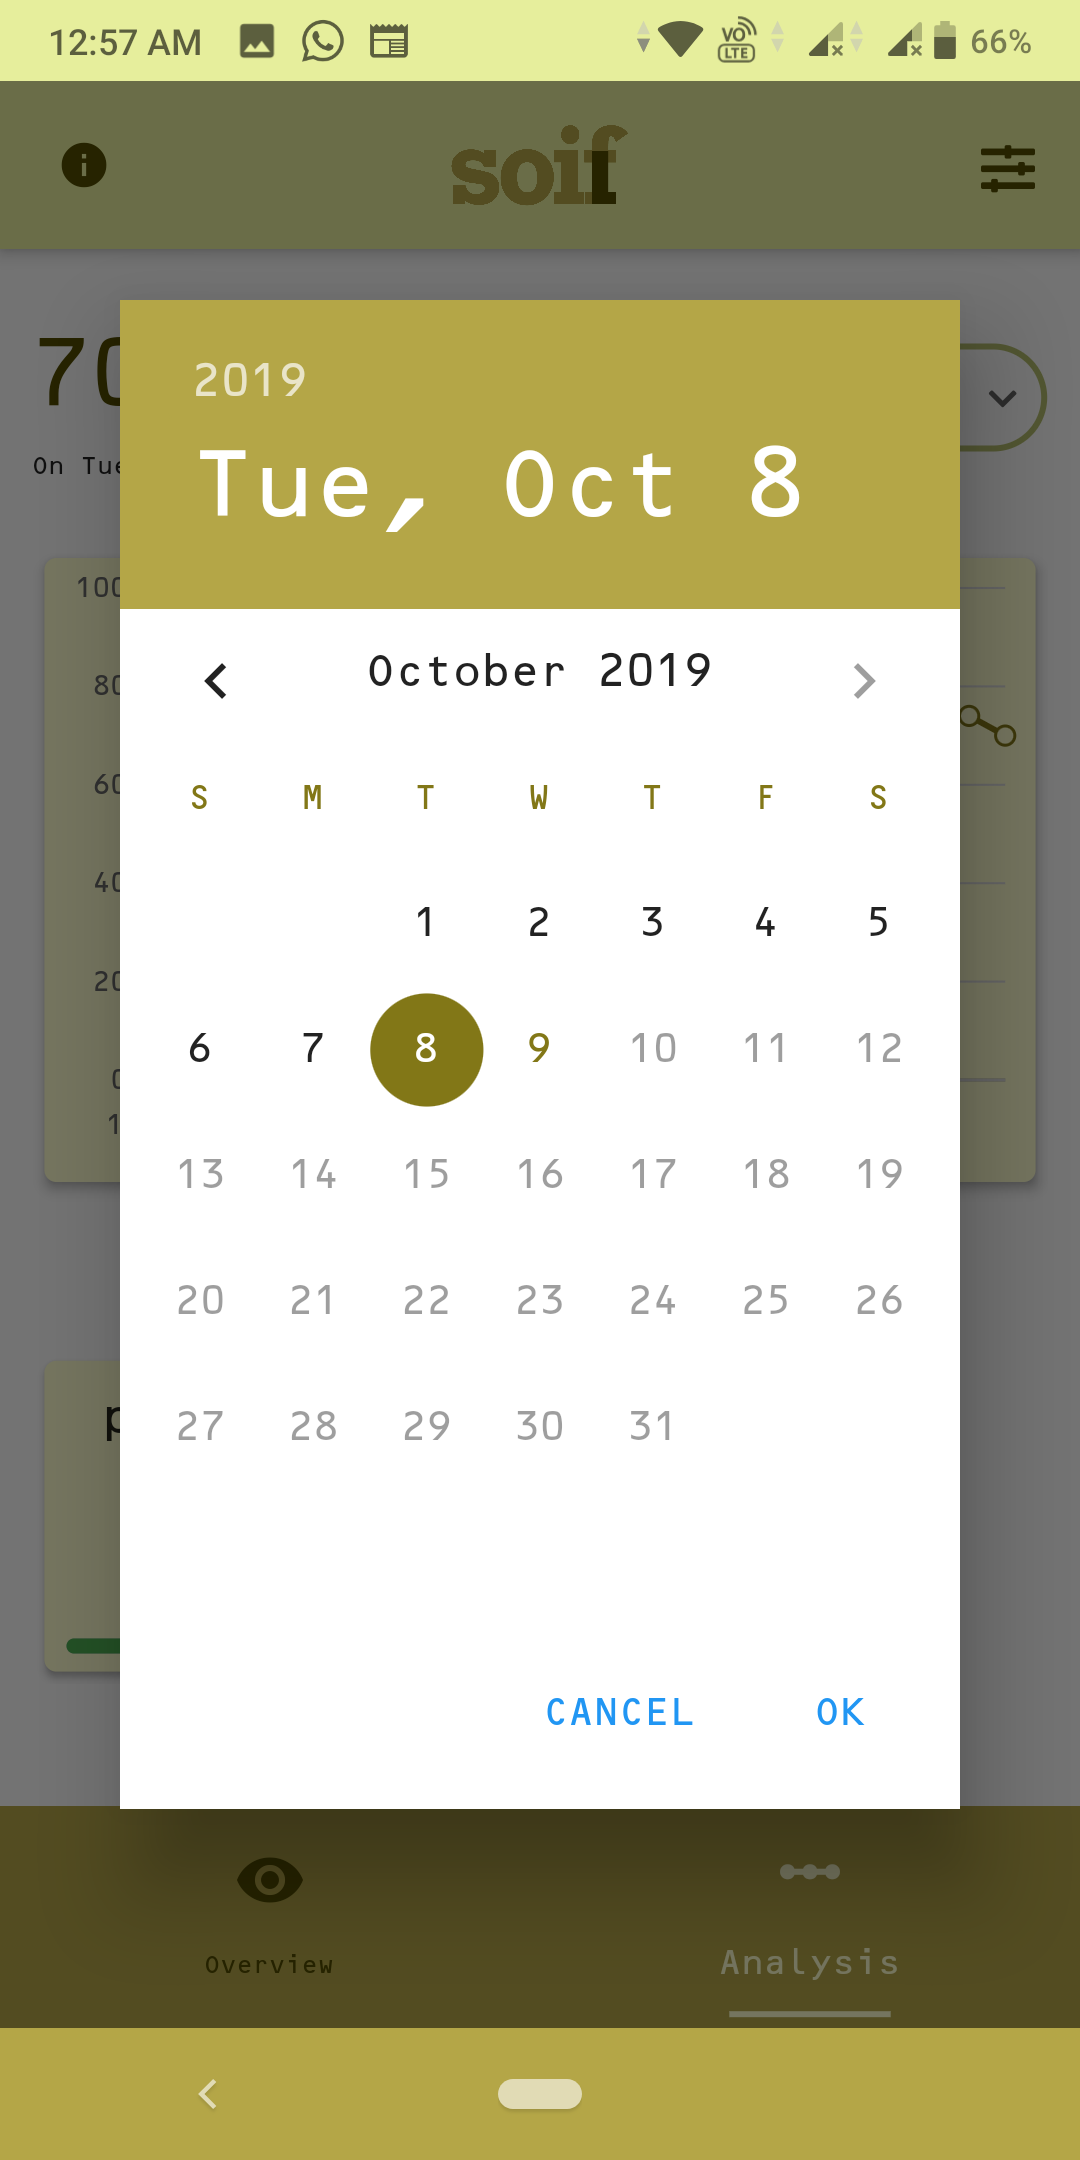 12:57 AM VO LTE 66%
soif
2019
Tue, Oct 8
70
On Tue
100
80
60
40
20
0
October 2019
S M T W T F S
1 2 3 4 5
6 7 8 9 10 11 12
13 14 15 16 17 18 19
20 21 22 23 24 25 26
27 28 29 30 31
CANCEL OK
Overview Analysis